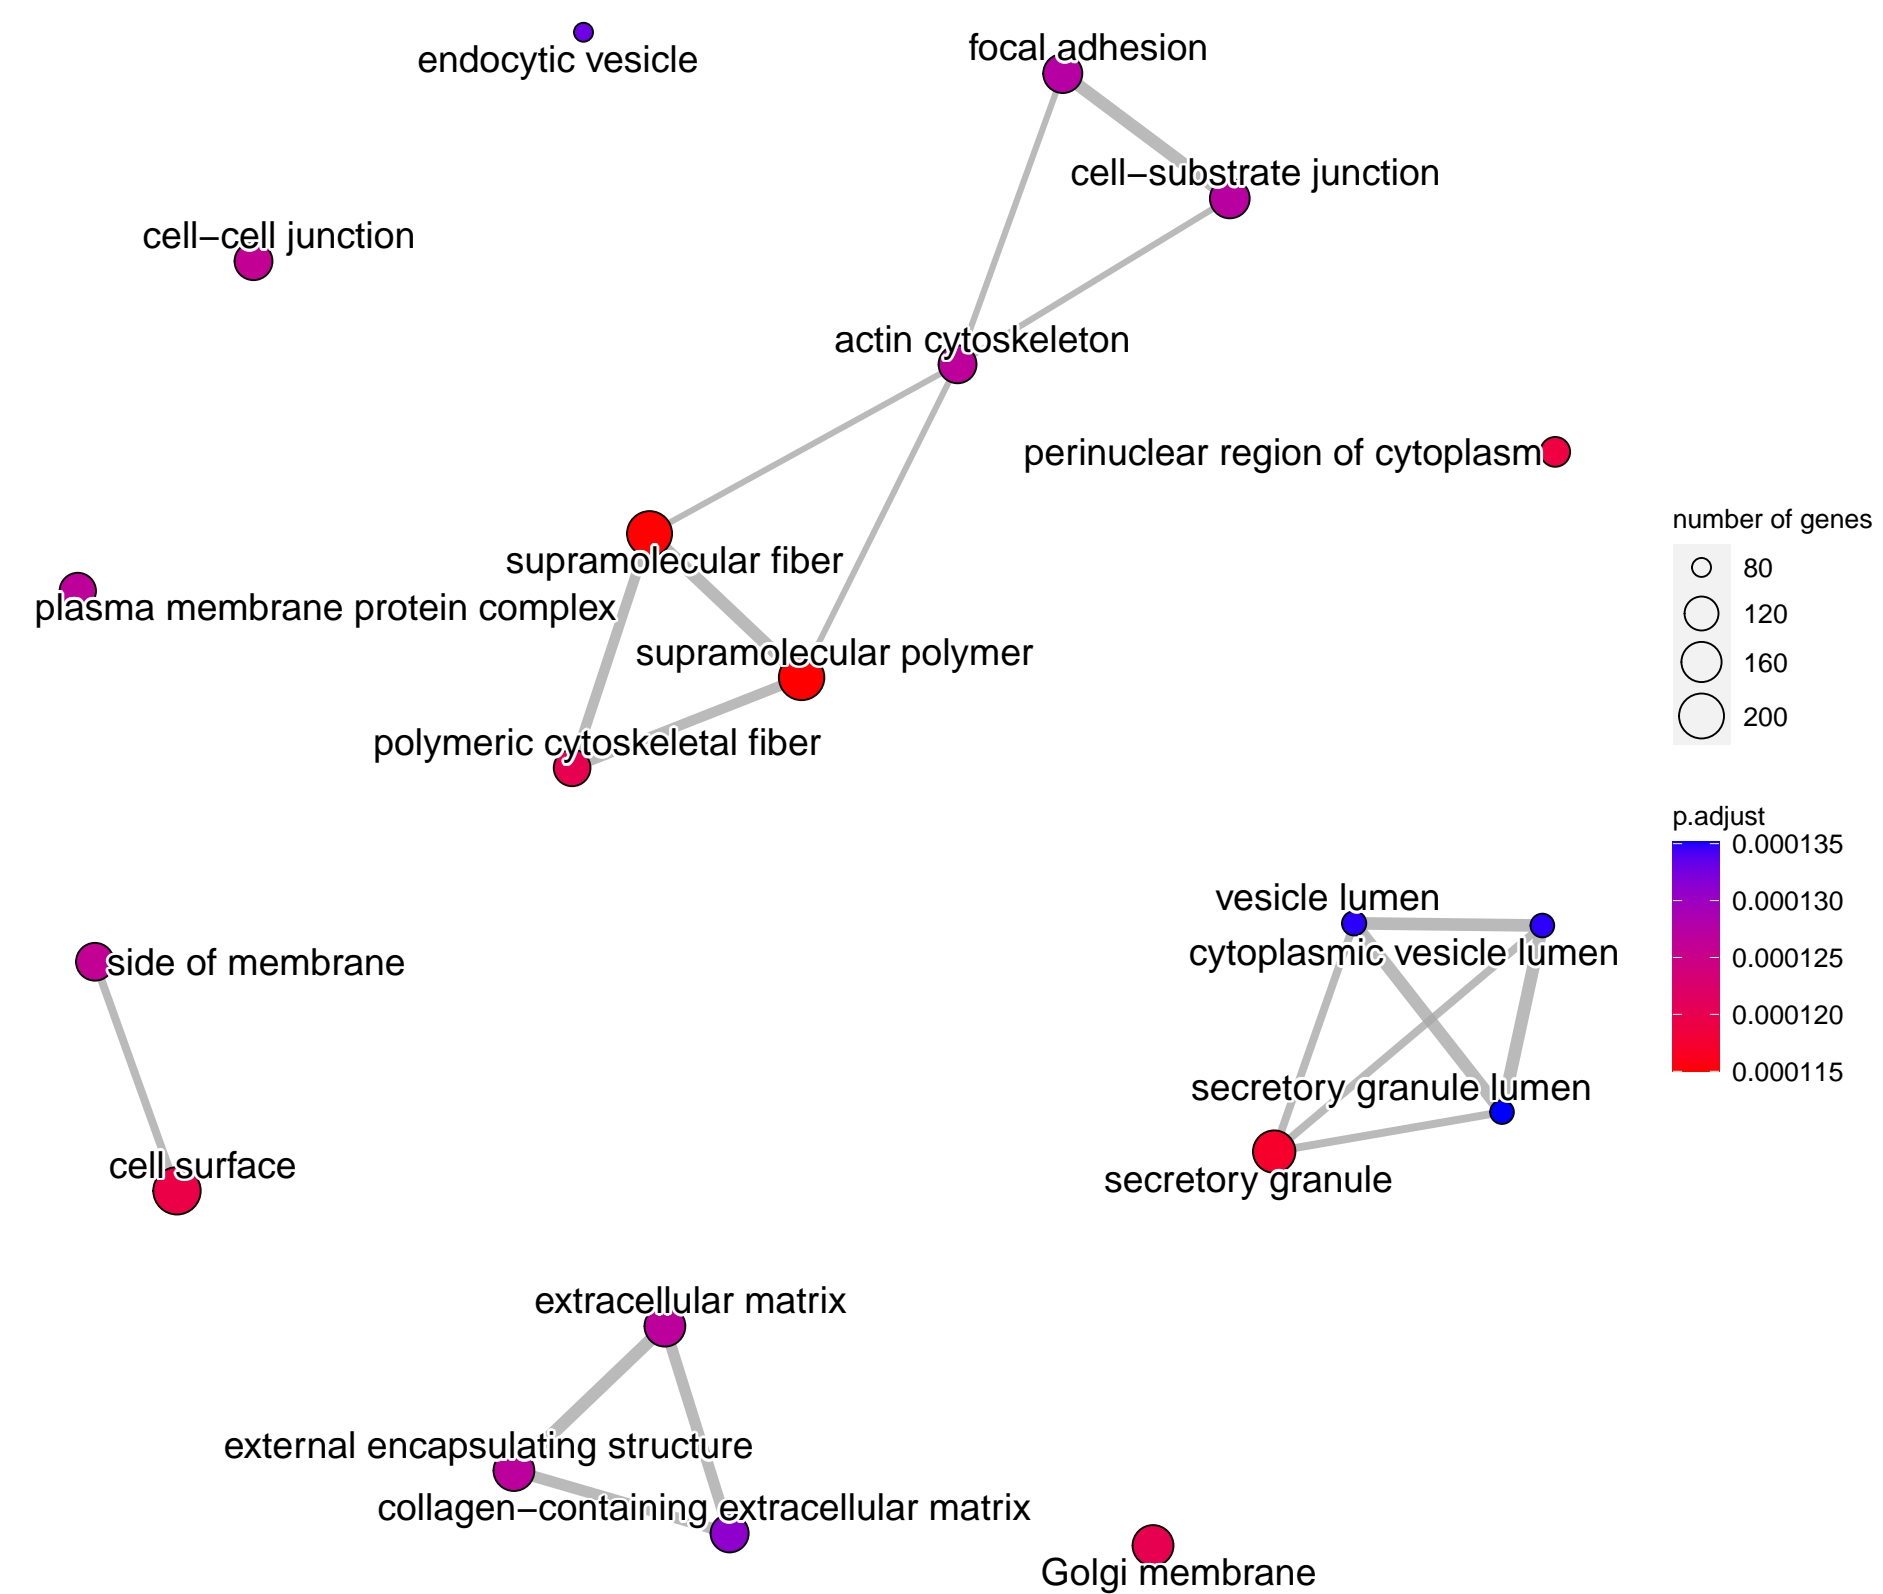 endocytic vesicle
focal adhesion
cell−substrate junction
cell−cell junction
actin cytoskeleton
perinuclear region of cytoplasm
supramolecular fiber
plasma membrane protein complex
supramolecular polymer
polymeric cytoskeletal fiber
number of genes
80
120
160
200
p.adjust
0.000135
0.000130
0.000125
0.000120
0.000115
vesicle lumen
cytoplasmic vesicle lumen
side of membrane
secretory granule lumen
cell surface
secretory granule
extracellular matrix
external encapsulating structure
collagen−containing extracellular matrix
Golgi membrane